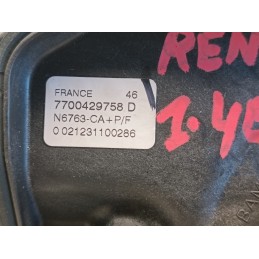 FRANCE 46
7700429758 D
N6763-CA+P/F
0 021231100286
REN
1.4